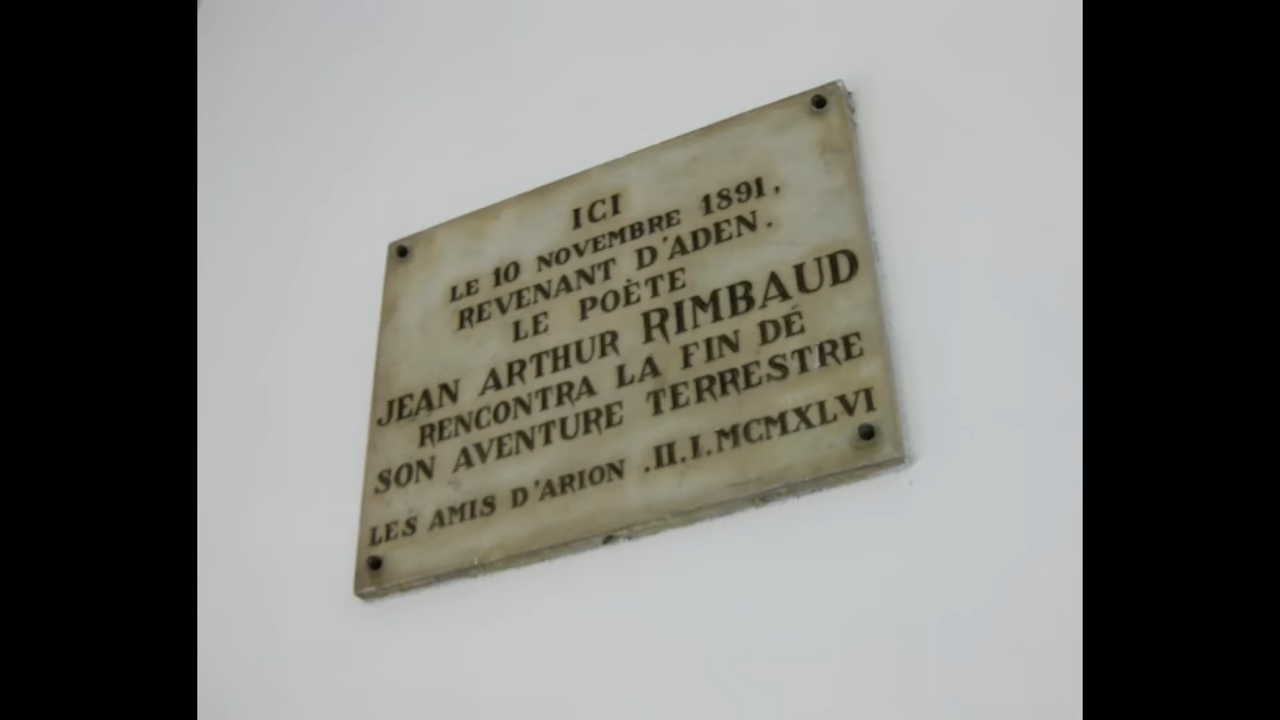 ICI
LE 10 NOVEMBRE 1891,
REVENANT D'ADEN.
LE POÈTE
JEAN ARTHUR RIMBAUD
RENCONTRA LA FIN DE
SON AVENTURE TERRESTRE
LES AMIS D'ARION .II.I.MCMXLVI